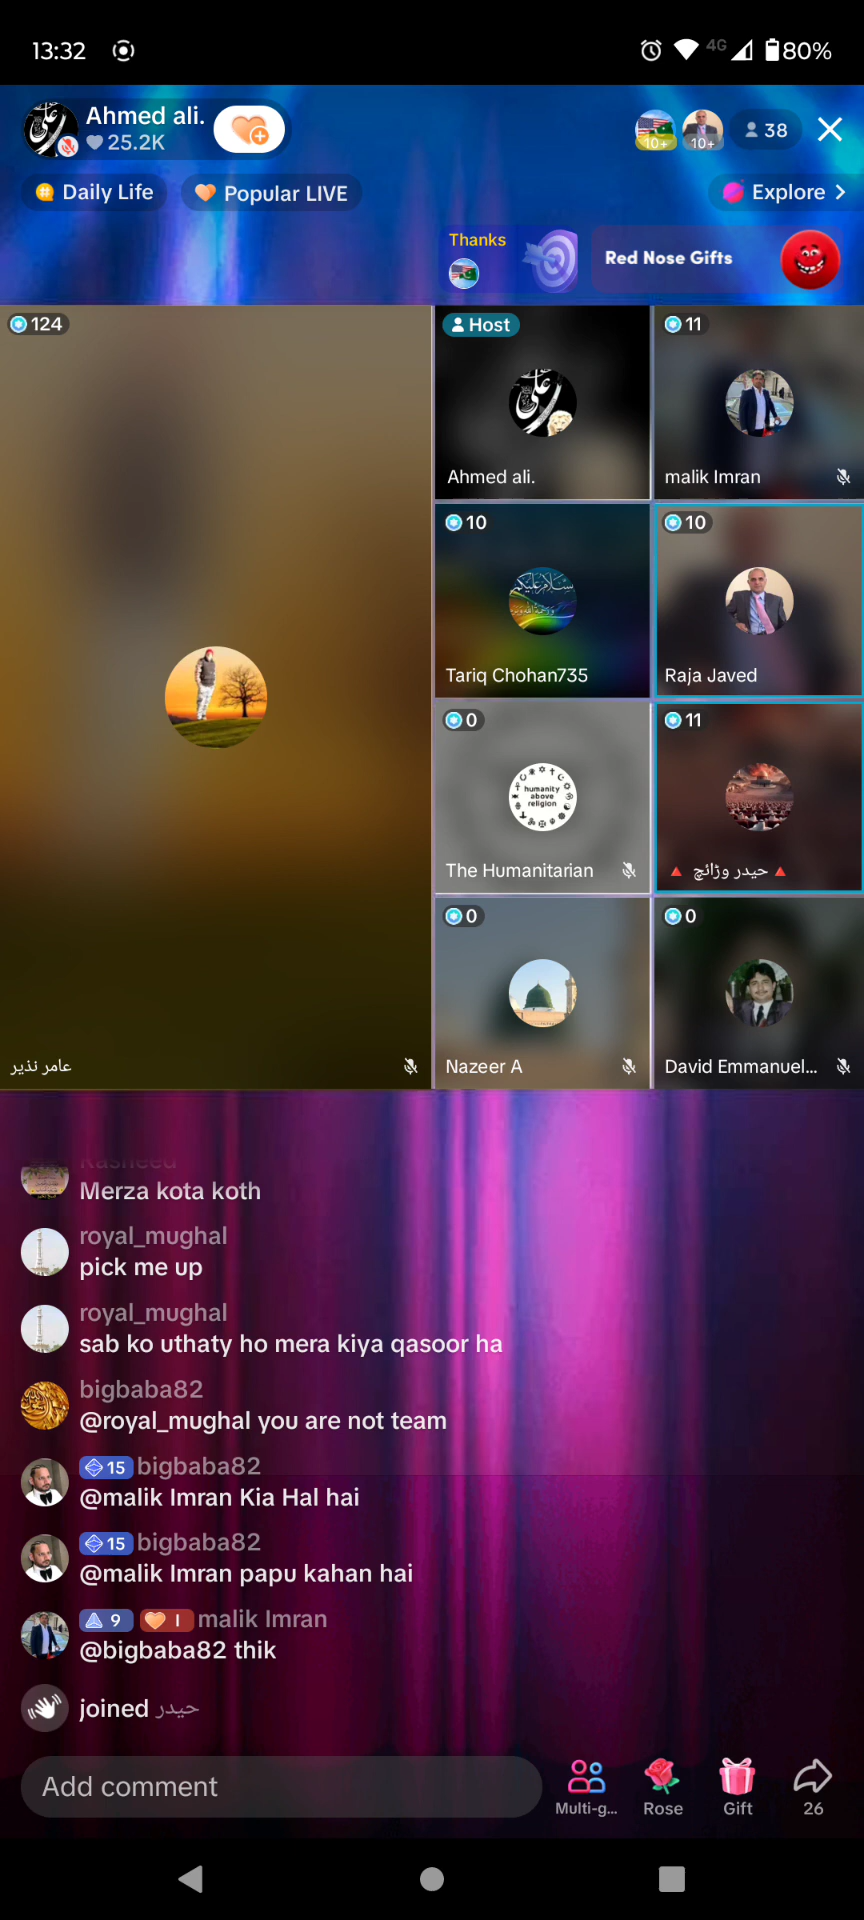 13:32
4G
80%
Ahmed ali.
25.2K
10+
10+
38
Daily Life
Popular LIVE
Explore
Thanks
Red Nose Gifts
124
Host
11
Ahmed ali.
malik Imran
10
10
Tariq Chohan735
Raja Javed
0
11
humanity
above
religion
The Humanitarian
حیدر وڑائچ
0
0
عامر نذیر
Nazeer A
David Emmanuel...
Rasheed
Merza kota koth
royal_mughal
pick me up
royal_mughal
sab ko uthaty ho mera kiya qasoor ha
bigbaba82
@royal_mughal you are not team
15 bigbaba82
@malik Imran Kia Hal hai
15 bigbaba82
@malik Imran papu kahan hai
9 I malik Imran
@bigbaba82 thik
joined حیدر
Add comment
Multi-g...
Rose
Gift
26